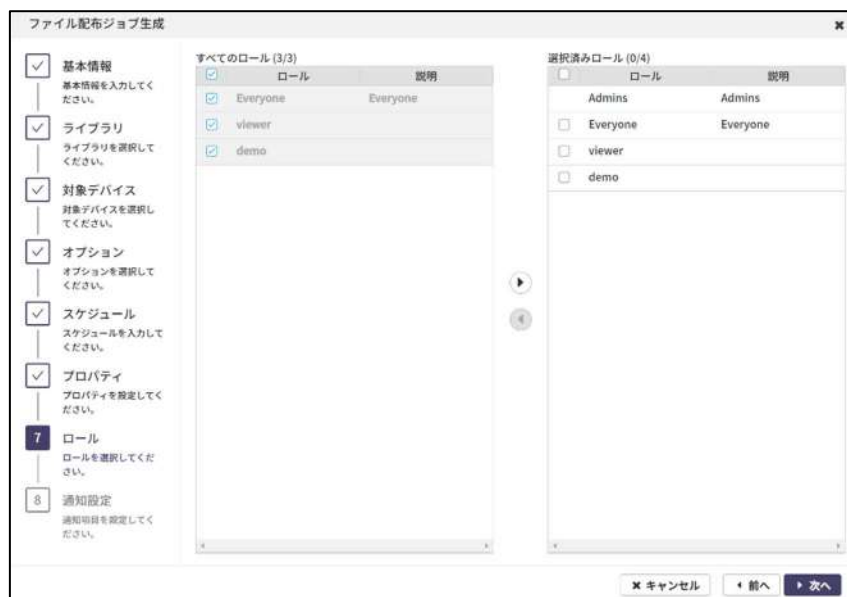 ファイル配布ジョブ生成
基本情報
基本情報を入力してく
ださい。
ライブラリ
ライブラリを選択して
ください。
対象デバイス
対象デバイスを選択し
てください。
オプション
オプションを選択して
ください。
スケジュール
スケジュールを入力して
ください。
プロパティ
プロパティを設定してく
ださい。
7 ロール
ロールを選択してくだ
さい。
8 通知設定
通知項目を設定してく
ださい。
すべてのロール (3/3)
ロール 説明
Everyone Everyone
viewer
demo
選択済みロール (0/4)
ロール 説明
Admins Admins
Everyone Everyone
viewer
demo
キャンセル 前へ 次へ